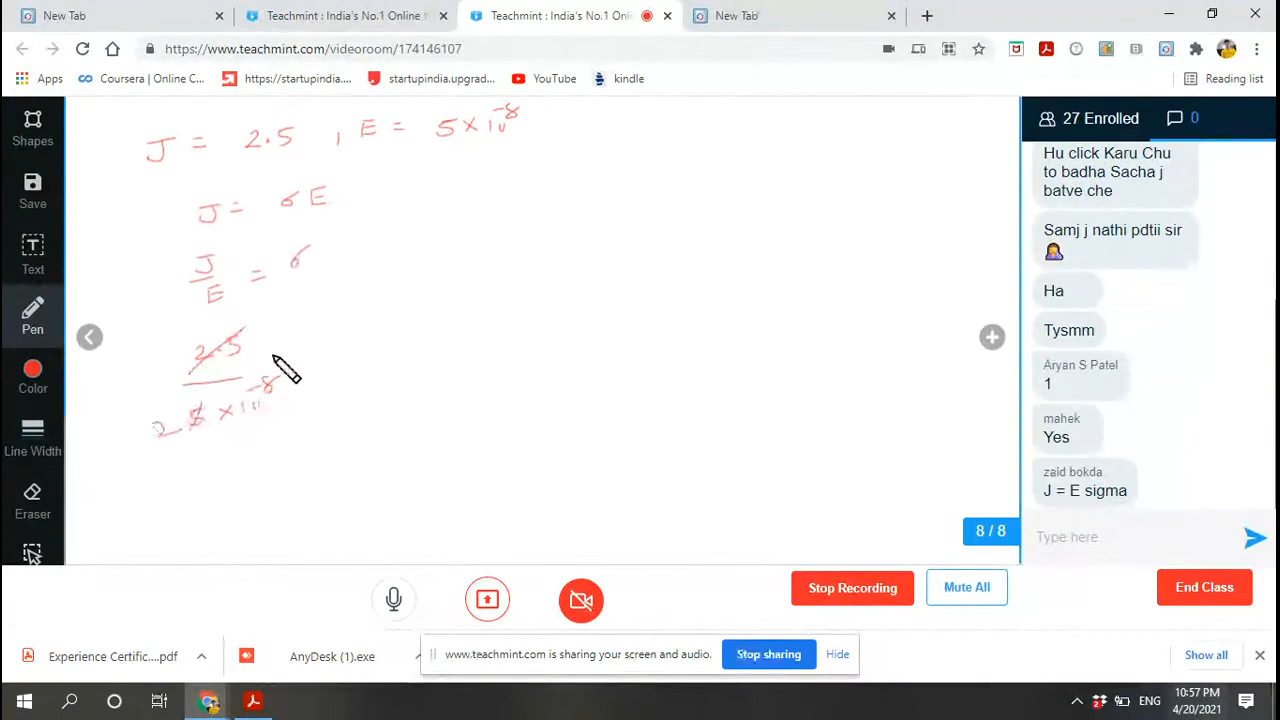 New Tab
Teachmint : India's No.1 Online t
Teachmint : India's No.1 Onli
New Tab
https://www.teachmint.com/videoroom/174146107
Apps
Coursera | Online C...
https://startupindia....
startupindia.upgrad...
YouTube
kindle
Reading list
Shapes
Save
Text
Pen
Color
Line Width
Eraser
J = 2.5 , E = 5×10⁻⁸
J = σ E
J/E = σ
2.5
2 5 ×10⁻⁸
8 / 8
27 Enrolled
0
Hu click Karu Chu
to badha Sacha j
batve che
Samj j nathi pdtii sir
Ha
Tysmm
Aryan S Patel
1
mahek
Yes
zaid bokda
J = E sigma
Type here
Stop Recording
Mute All
End Class
Experience Certific....pdf
AnyDesk (1).exe
www.teachmint.com is sharing your screen and audio.
Stop sharing
Hide
Show all
ENG
10:57 PM
4/20/2021